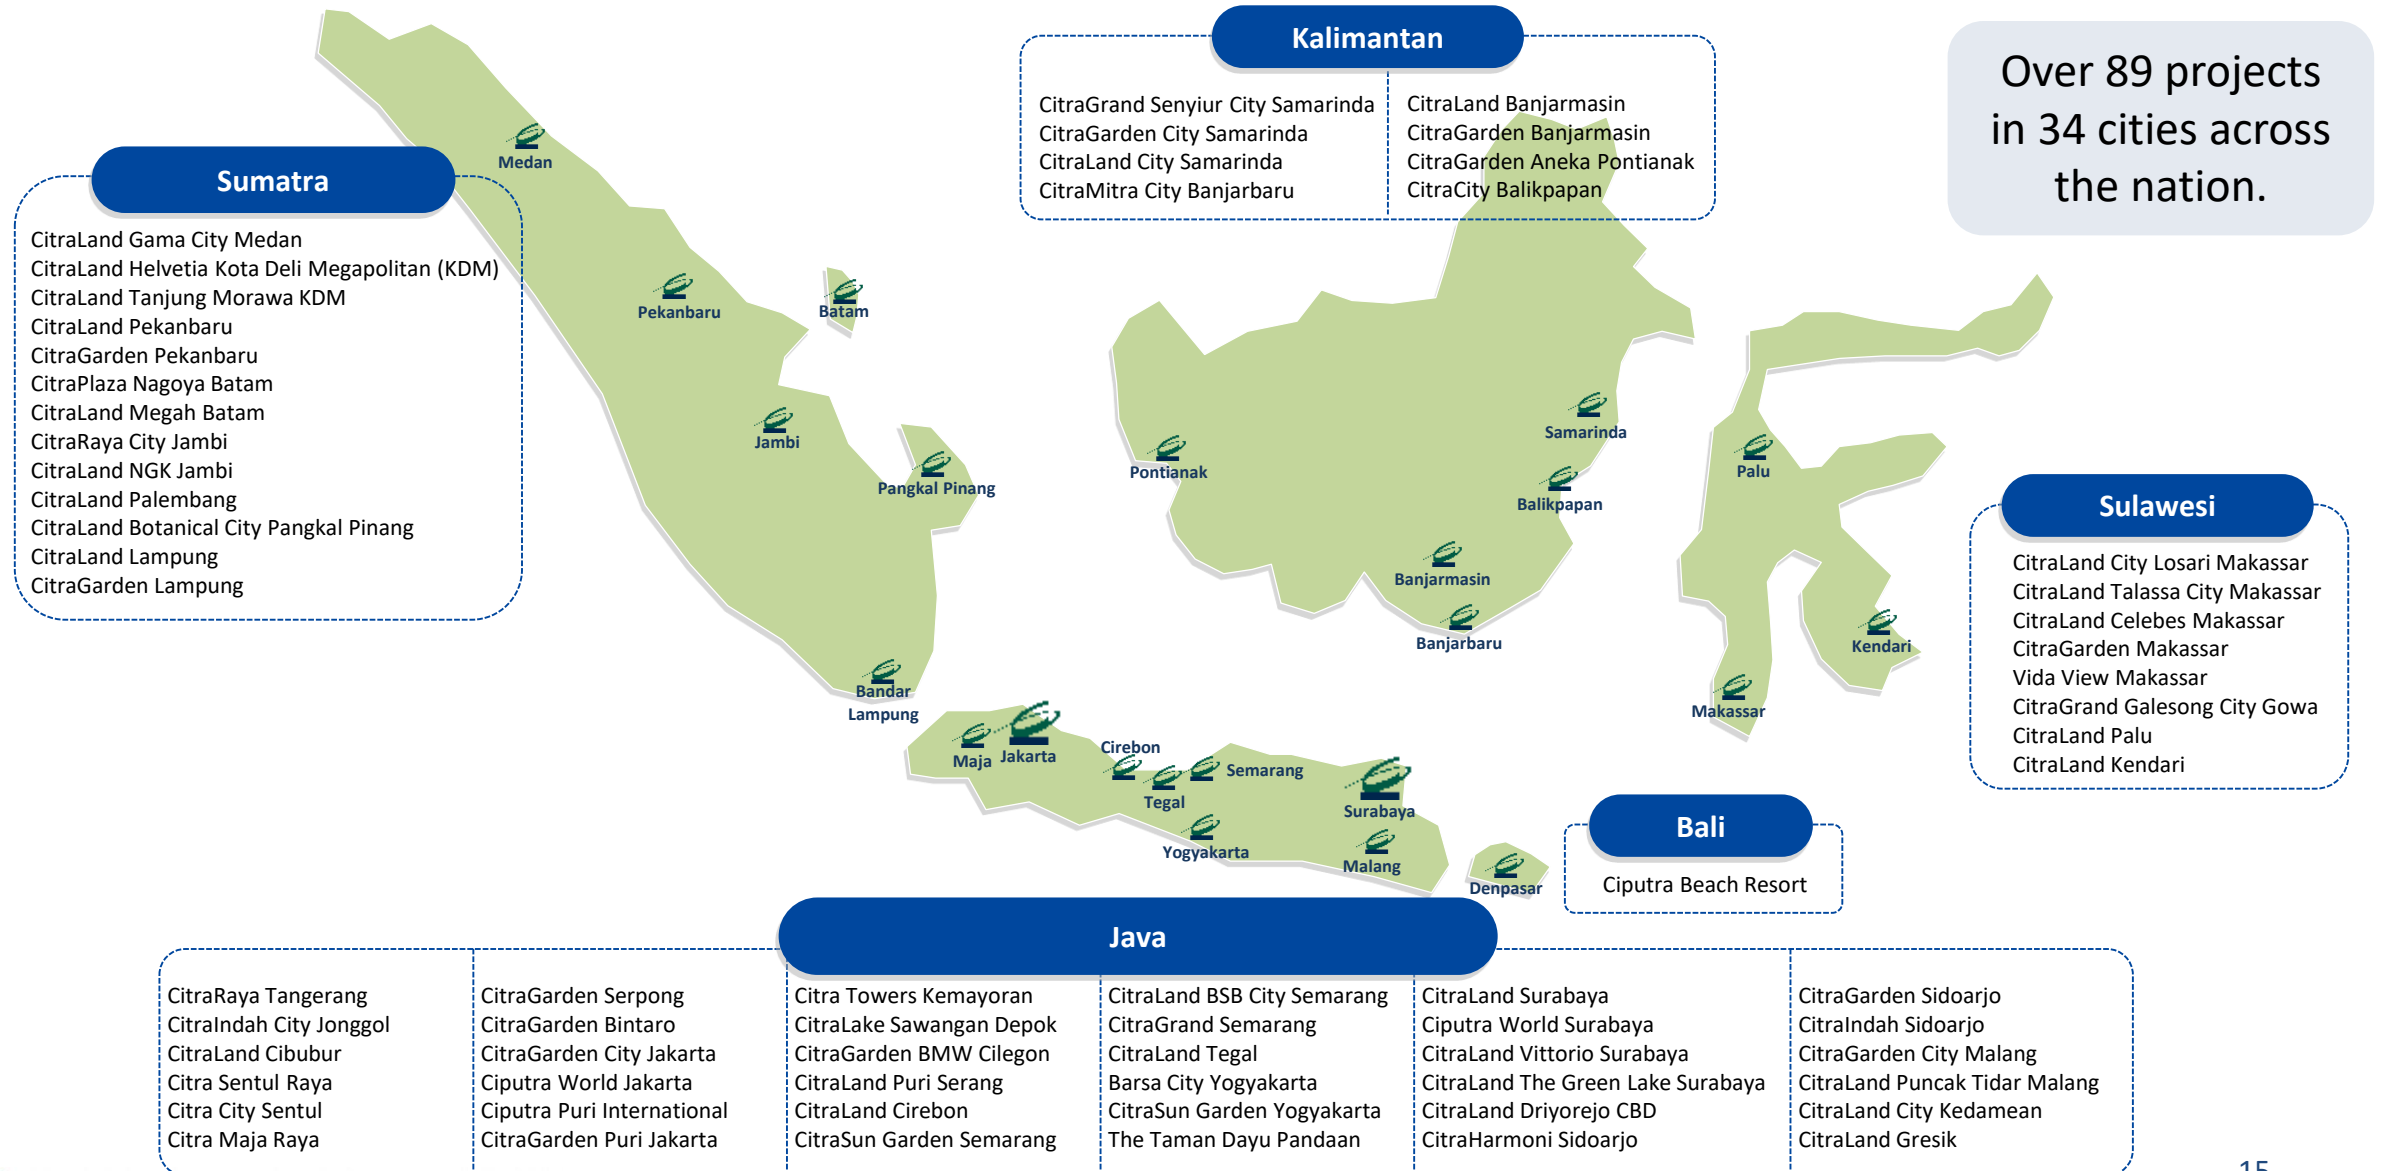 Kalimantan
CitraGrand Senyiur City Samarinda
CitraGarden City Samarinda
CitraLand City Samarinda
CitraMitra City Banjarbaru
CitraLand Banjarmasin
CitraGarden Banjarmasin
CitraGarden Aneka Pontianak
CitraCity Balikpapan
Over 89 projects
in 34 cities across
the nation.
Sumatra
CitraLand Gama City Medan
CitraLand Helvetia Kota Deli Megapolitan (KDM)
CitraLand Tanjung Morawa KDM
CitraLand Pekanbaru
CitraGarden Pekanbaru
CitraPlaza Nagoya Batam
CitraLand Megah Batam
CitraRaya City Jambi
CitraLand NGK Jambi
CitraLand Palembang
CitraLand Botanical City Pangkal Pinang
CitraLand Lampung
CitraGarden Lampung
Medan
Pekanbaru
Batam
Jambi
Pangkal Pinang
Bandar
Lampung
Pontianak
Samarinda
Balikpapan
Banjarmasin
Banjarbaru
Palu
Kendari
Makassar
Sulawesi
CitraLand City Losari Makassar
CitraLand Talassa City Makassar
CitraLand Celebes Makassar
CitraGarden Makassar
Vida View Makassar
CitraGrand Galesong City Gowa
CitraLand Palu
CitraLand Kendari
Maja
Jakarta
Cirebon
Tegal
Semarang
Yogyakarta
Surabaya
Malang
Denpasar
Bali
Ciputra Beach Resort
Java
CitraRaya Tangerang
CitraIndah City Jonggol
CitraLand Cibubur
Citra Sentul Raya
Citra City Sentul
Citra Maja Raya
CitraGarden Serpong
CitraGarden Bintaro
CitraGarden City Jakarta
Ciputra World Jakarta
Ciputra Puri International
CitraGarden Puri Jakarta
Citra Towers Kemayoran
CitraLake Sawangan Depok
CitraGarden BMW Cilegon
CitraLand Puri Serang
CitraLand Cirebon
CitraSun Garden Semarang
CitraLand BSB City Semarang
CitraGrand Semarang
CitraLand Tegal
Barsa City Yogyakarta
CitraSun Garden Yogyakarta
The Taman Dayu Pandaan
CitraLand Surabaya
Ciputra World Surabaya
CitraLand Vittorio Surabaya
CitraLand The Green Lake Surabaya
CitraLand Driyorejo CBD
CitraHarmoni Sidoarjo
CitraGarden Sidoarjo
CitraIndah Sidoarjo
CitraGarden City Malang
CitraLand Puncak Tidar Malang
CitraLand City Kedamean
CitraLand Gresik
15